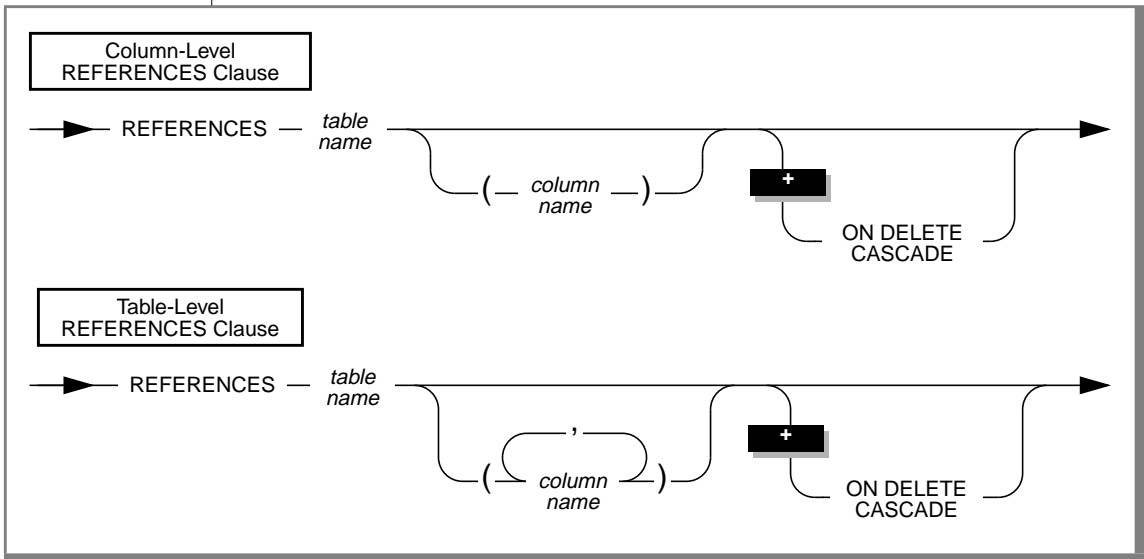 Column-Level
REFERENCES Clause
REFERENCES table name
( column name )
+
ON DELETE
CASCADE
Table-Level
REFERENCES Clause
REFERENCES table name
,
( column name )
+
ON DELETE
CASCADE